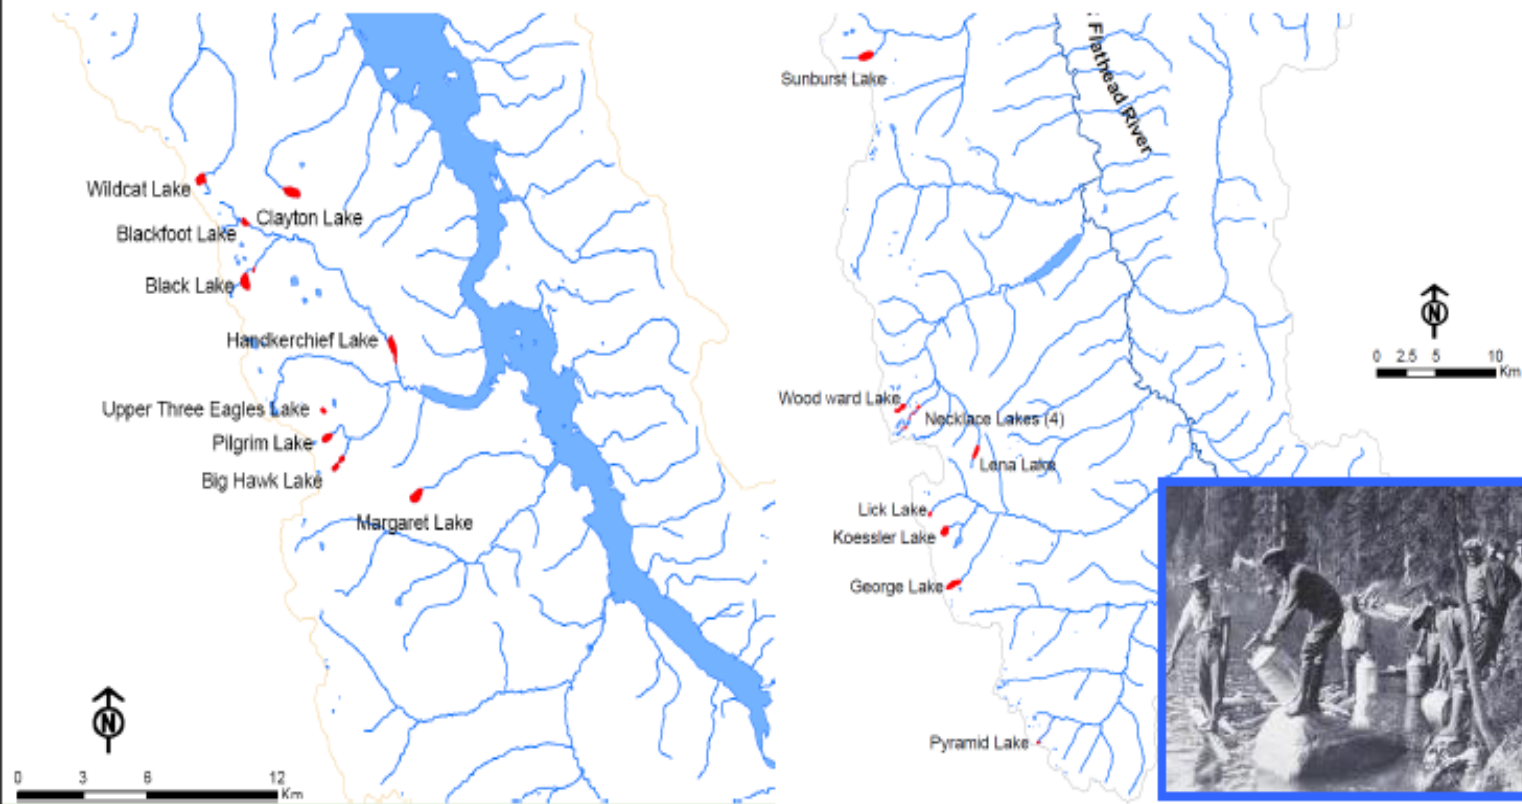 Wildcat Lake
Clayton Lake
Blackfoot Lake
Black Lake
Handkerchief Lake
Upper Three Eagles Lake
Pilgrim Lake
Big Hawk Lake
Margaret Lake
N
0 3 6 12
Km
Flathead River
Sunburst Lake
N
0 2.5 5 10
Km
Wood ward Lake
Necklace Lakes (4)
Lena Lake
Lick Lake
Koessler Lake
George Lake
Pyramid Lake